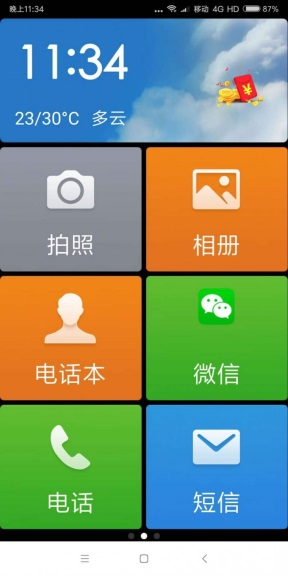 晚上11:34
... 移动 4G HD 87%
11:34
23/30°C 多云
¥
拍照 相册
电话本 微信
电话 短信